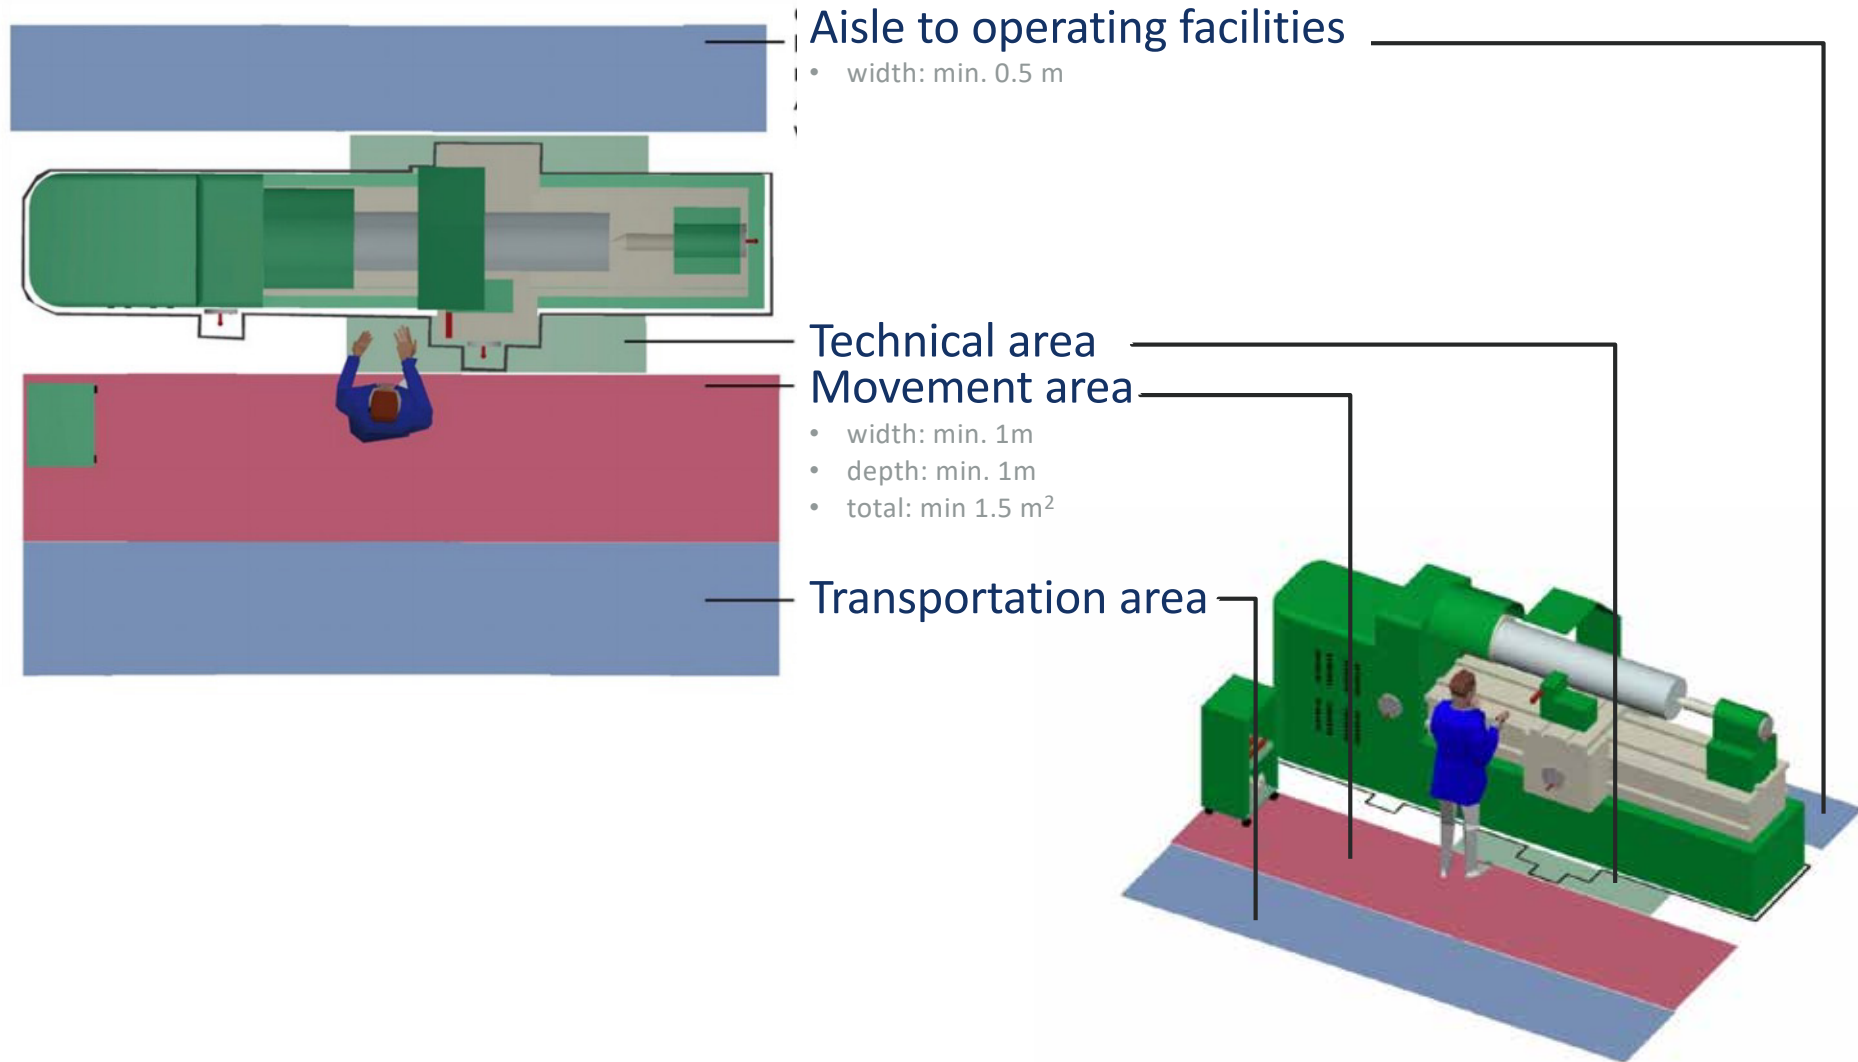 Aisle to operating facilities
• width: min. 0.5 m
Technical area
Movement area
• width: min. 1m
• depth: min. 1m
• total: min 1.5 m²
Transportation area